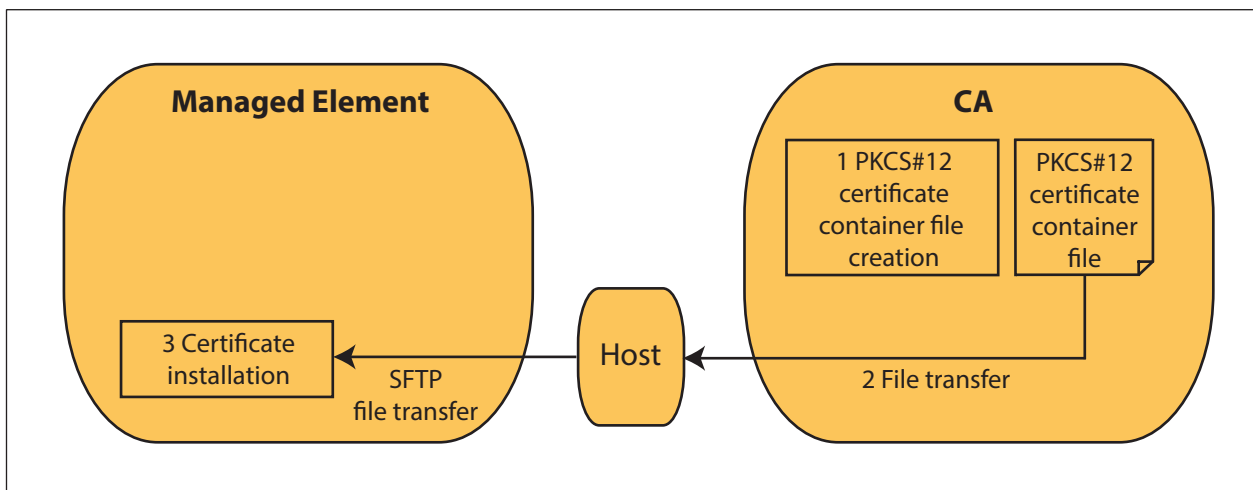 Managed Element
3 Certificate
installation
SFTP
file transfer
Host
CA
1 PKCS#12
certificate
container file
creation
PKCS#12
certificate
container
file
2 File transfer